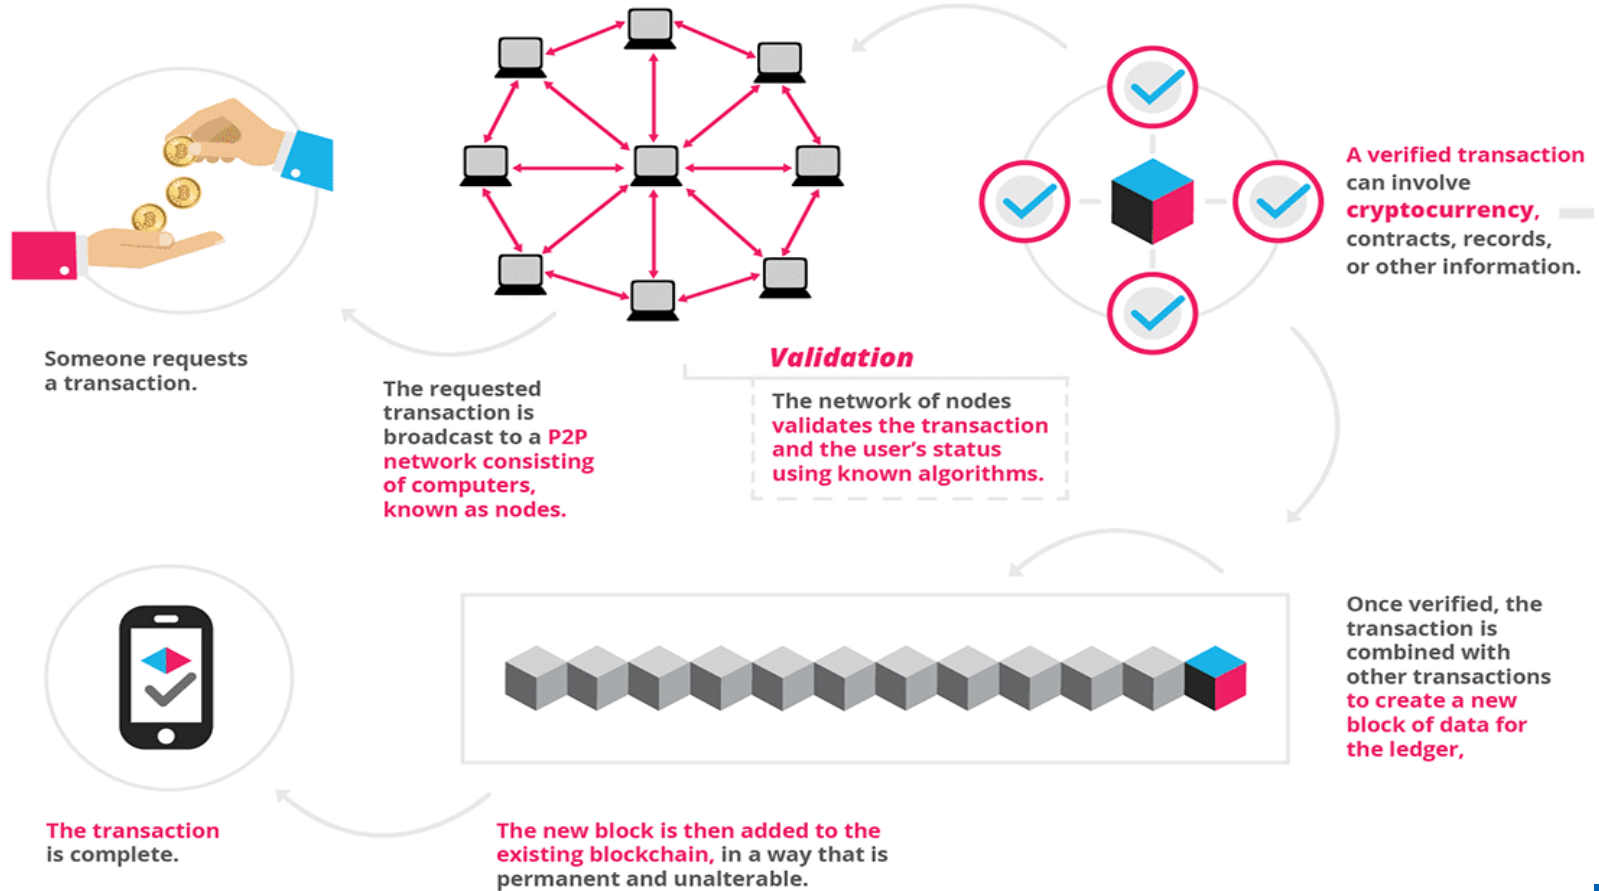 Someone requests
a transaction.
The requested
transaction is
broadcast to a P2P
network consisting
of computers,
known as nodes.
Validation
The network of nodes
validates the transaction
and the user’s status
using known algorithms.
A verified transaction
can involve
cryptocurrency,
contracts, records,
or other information.
Once verified, the
transaction is
combined with
other transactions
to create a new
block of data for
the ledger,
The new block is then added to the
existing blockchain, in a way that is
permanent and unalterable.
The transaction
is complete.